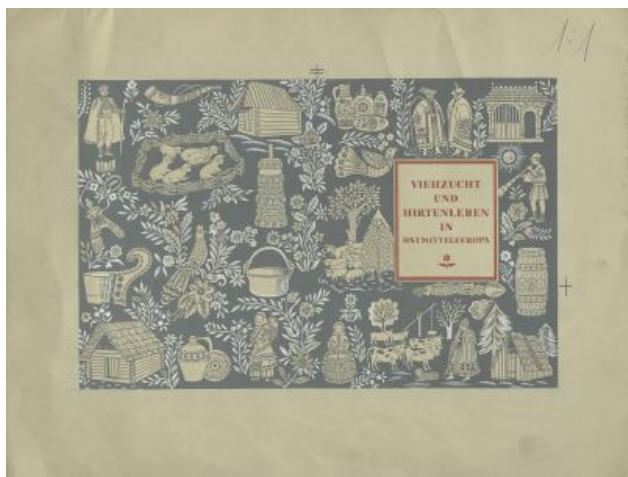 1:1
VIEHZUCHT
UND
HIRTENLEBEN
IN
OSTMITTELEUROPA